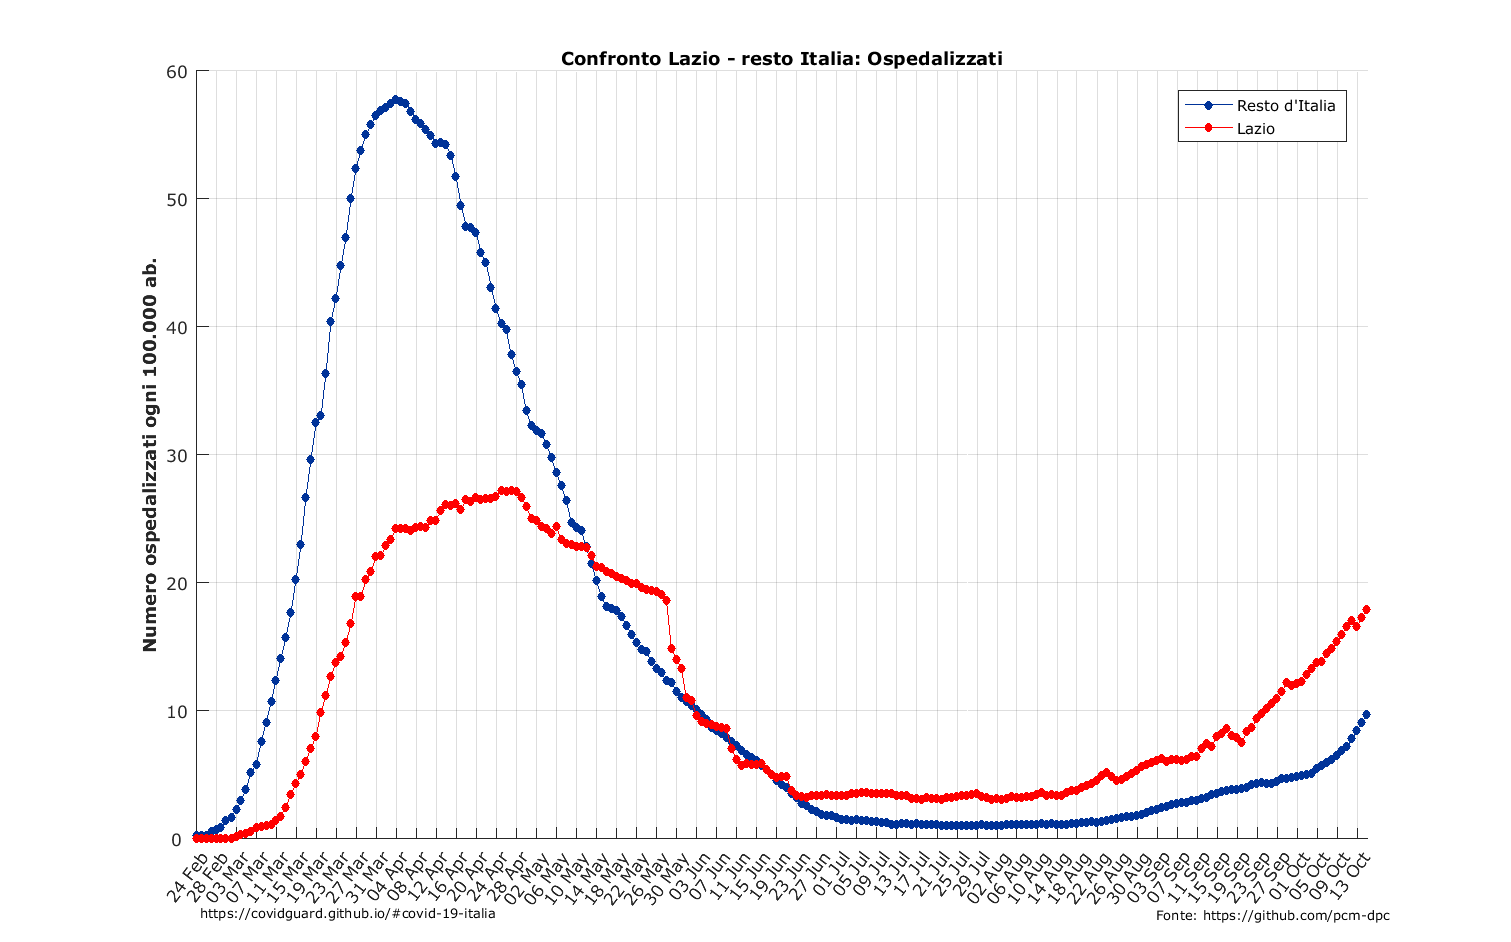 Confronto Lazio - resto Italia: Ospedalizzati
Resto d'Italia
Lazio
Numero ospedalizzati ogni 100.000 ab.
60
50
40
30
20
10
0
24 Feb
28 Feb
03 Mar
07 Mar
11 Mar
15 Mar
19 Mar
23 Mar
27 Mar
31 Mar
04 Apr
08 Apr
12 Apr
16 Apr
20 Apr
24 Apr
28 Apr
02 May
06 May
10 May
14 May
18 May
22 May
26 May
30 May
03 Jun
07 Jun
11 Jun
15 Jun
19 Jun
23 Jun
27 Jun
01 Jul
05 Jul
09 Jul
13 Jul
17 Jul
21 Jul
25 Jul
29 Jul
02 Aug
06 Aug
10 Aug
14 Aug
18 Aug
22 Aug
26 Aug
30 Aug
03 Sep
07 Sep
11 Sep
15 Sep
19 Sep
23 Sep
27 Sep
01 Oct
05 Oct
09 Oct
13 Oct
https://covidguard.github.io/#covid-19-italia
Fonte: https://github.com/pcm-dpc